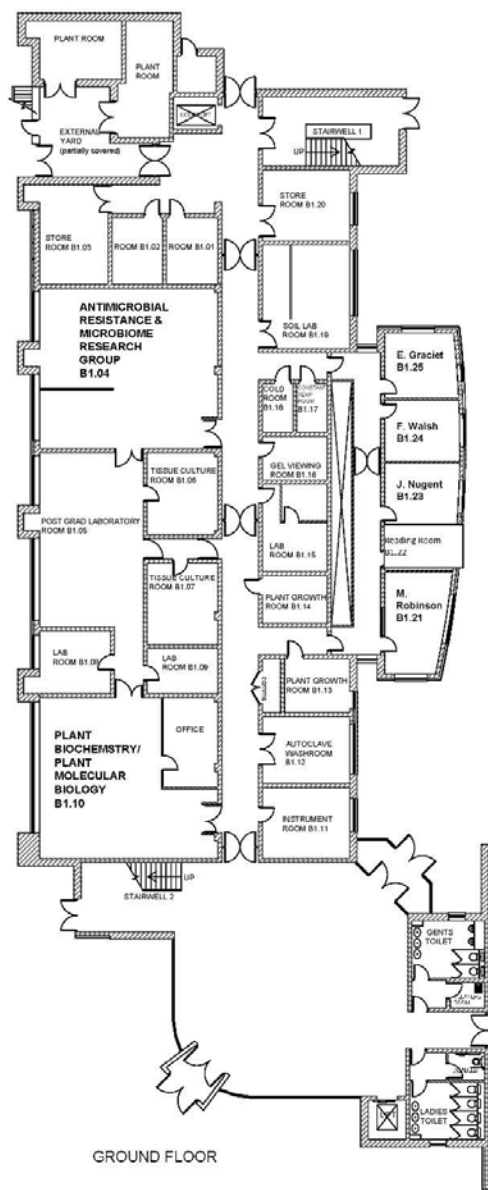 PLANT ROOM
PLANT
ROOM
EXTERNAL
YARD
(partially covered)
STAIRWELL 1
UP
STORE
ROOM B1.20
STORE
ROOM B1.03
ROOM B1.02
ROOM B1.01
SOIL LAB
ROOM B1.19
ANTIMICROBIAL
RESISTANCE &
MICROBIOME
RESEARCH
GROUP
B1.04
E. Graciet
B1.25
COLD
ROOM
B1.18
ROOM
B1.17
F. Walsh
B1.24
GEL VIEWING
ROOM B1.16
TISSUE CULTURE
ROOM B1.06
J. Nugent
B1.23
POST GRAD LABORATORY
ROOM B1.05
LAB
ROOM B1.15
Reading Room
B1.22
TISSUE CULTURE
ROOM B1.07
PLANT GROWTH
ROOM B1.14
M.
Robinson
B1.21
LAB
ROOM B1.08
LAB
ROOM B1.09
PLANT GROWTH
ROOM B1.13
OFFICE
PLANT
BIOCHEMSTRY/
PLANT
MOLECULAR
BIOLOGY
B1.10
AUTOCLAVE
WASHROOM
B1.12
INSTRUMENT
ROOM B1.11
UP
STAIRWELL 2
GENTS
TOILET
LADIES
TOILET
GROUND FLOOR